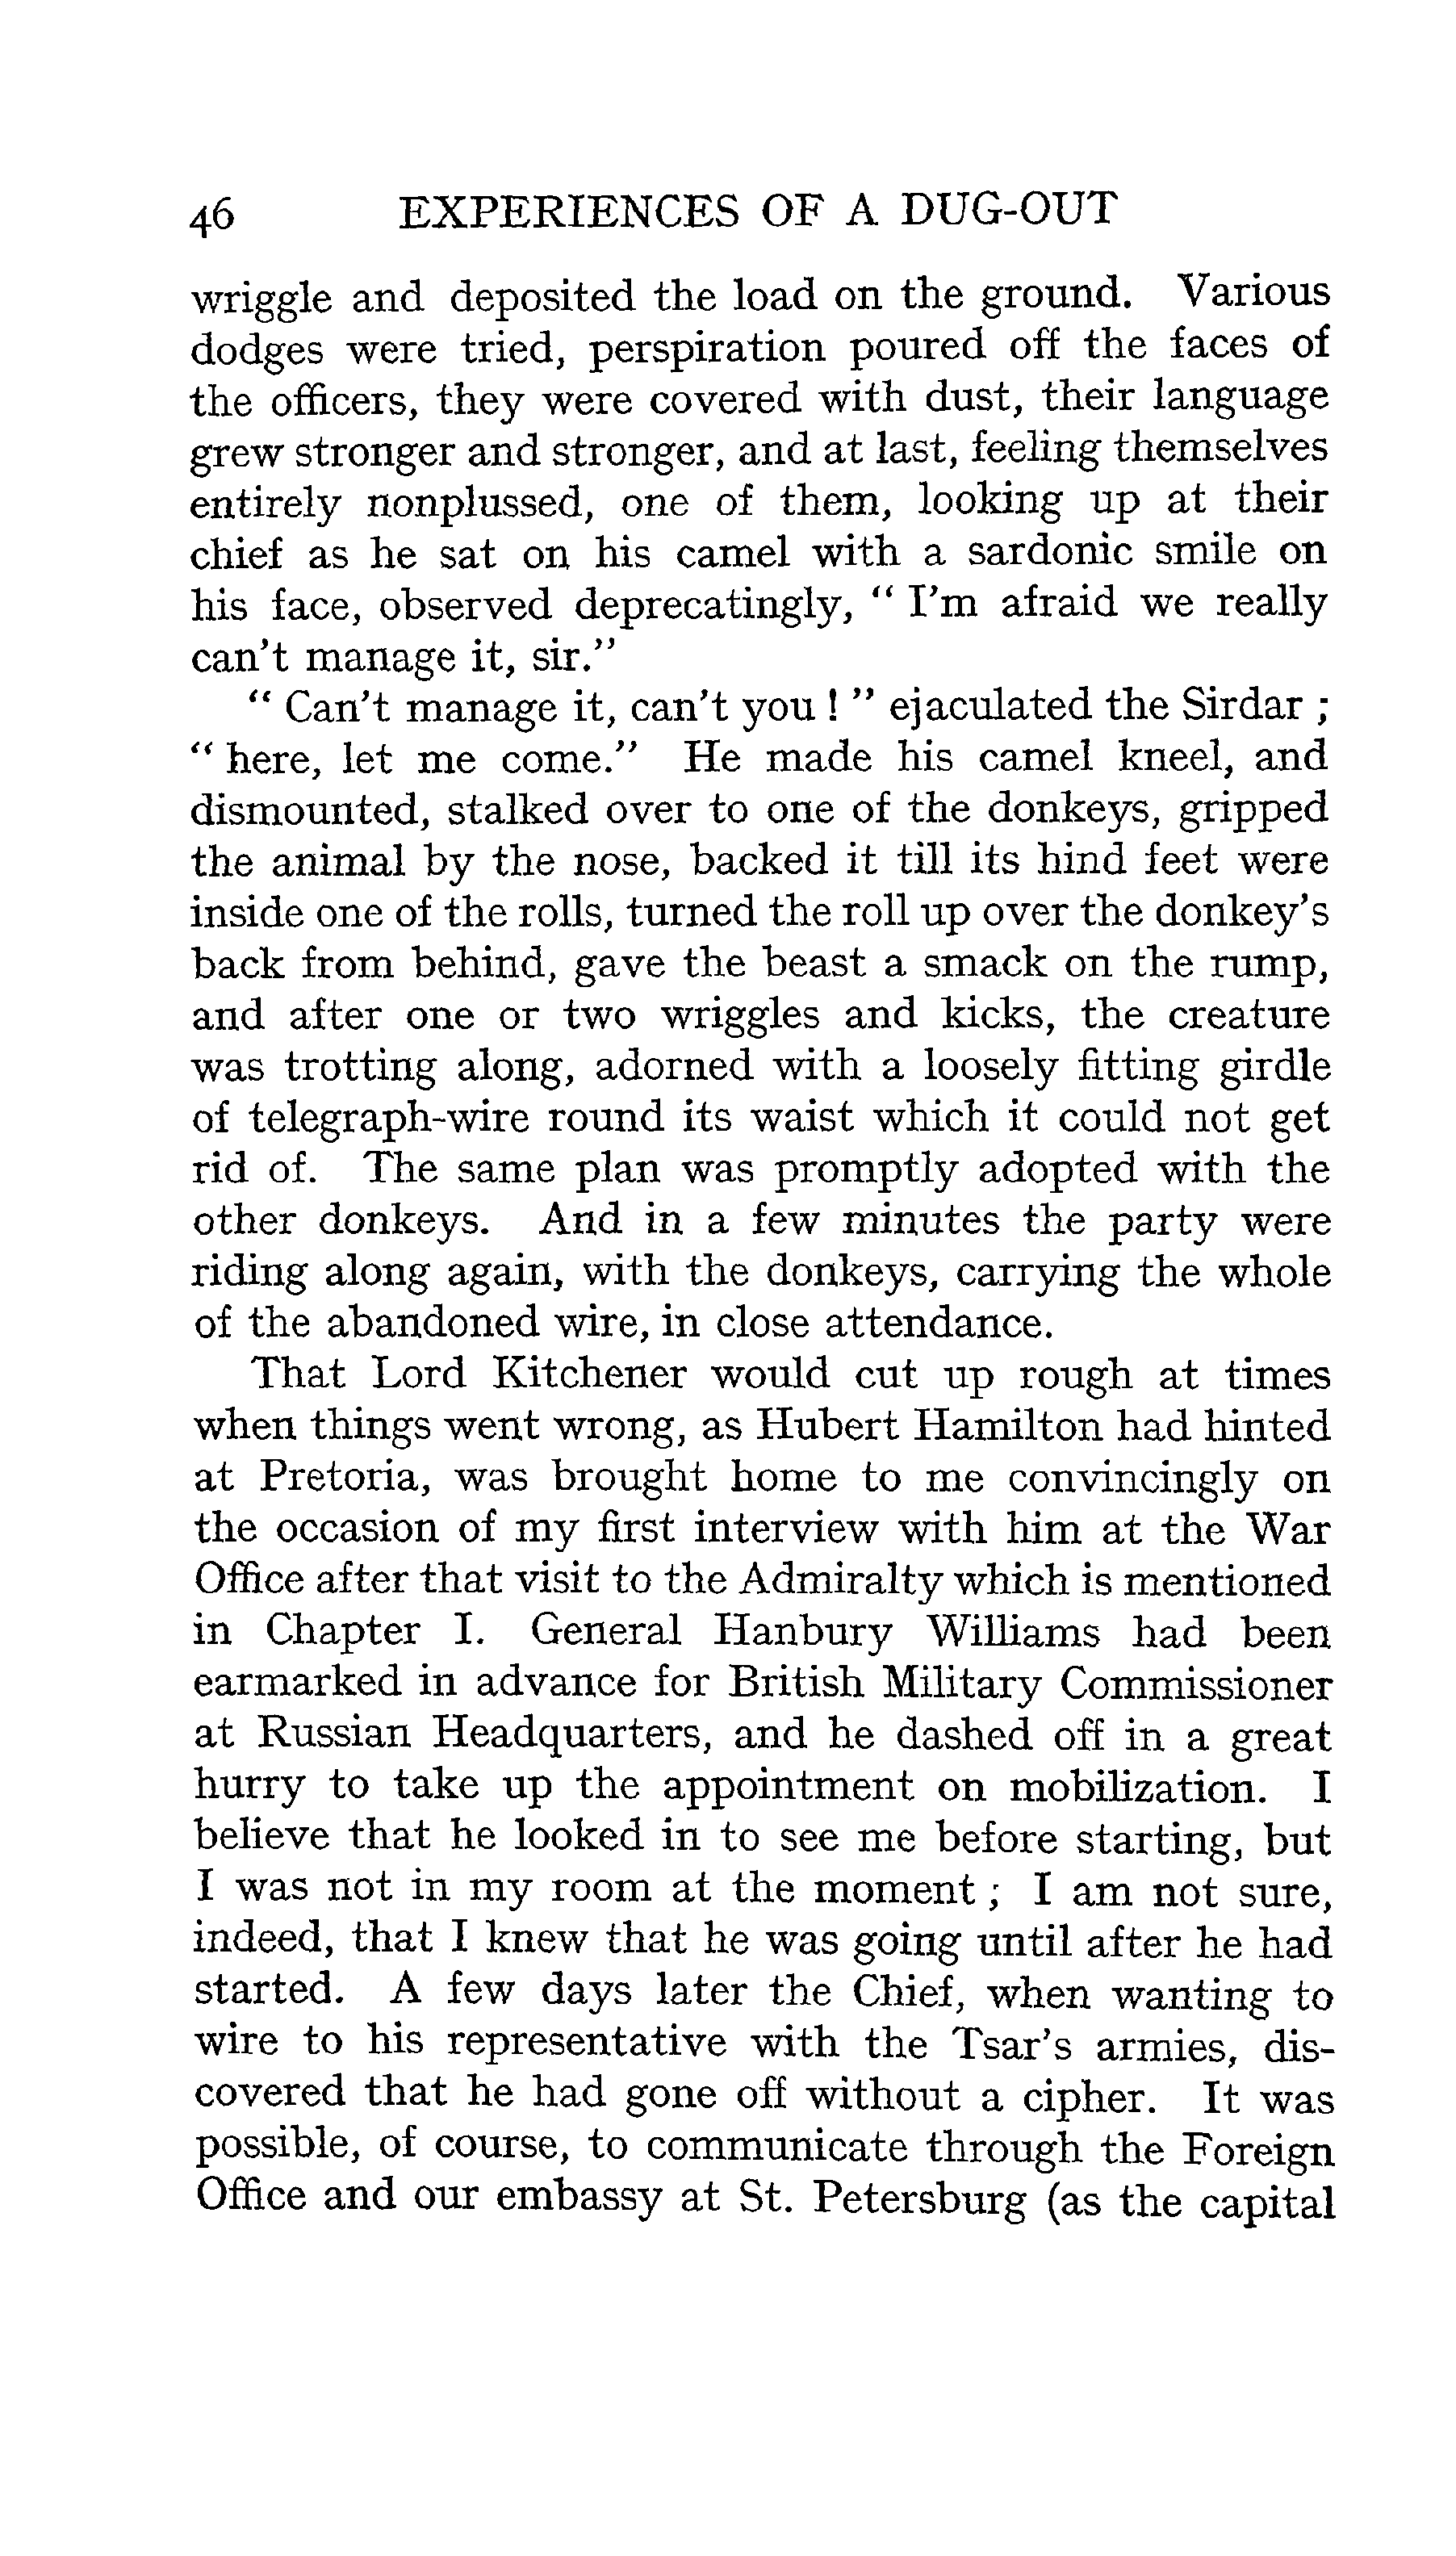 46 EXPERIENCES OF A DUG-OUT
wriggle and deposited the load on the ground. Various
dodges were tried, perspiration poured off the faces of
the officers, they were covered with dust, their language
grew stronger and stronger, and at last, feeling themselves
entirely nonplussed, one of them, looking up at their
chief as he sat on his camel with a sardonic smile on
his face, observed deprecatingly, “ I’m afraid we really
can’t manage it, sir.”
“ Can’t manage it, can’t you ! ” ejaculated the Sirdar ;
“ here, let me come.” He made his camel kneel, and
dismounted, stalked over to one of the donkeys, gripped
the animal by the nose, backed it till its hind feet were
inside one of the rolls, turned the roll up over the donkey’s
back from behind, gave the beast a smack on the rump,
and after one or two wriggles and kicks, the creature
was trotting along, adorned with a loosely fitting girdle
of telegraph-wire round its waist which it could not get
rid of. The same plan was promptly adopted with the
other donkeys. And in a few minutes the party were
riding along again, with the donkeys, carrying the whole
of the abandoned wire, in close attendance.
That Lord Kitchener would cut up rough at times
when things went wrong, as Hubert Hamilton had hinted
at Pretoria, was brought home to me convincingly on
the occasion of my first interview with him at the War
Office after that visit to the Admiralty which is mentioned
in Chapter I. General Hanbury Williams had been
earmarked in advance for British Military Commissioner
at Russian Headquarters, and he dashed off in a great
hurry to take up the appointment on mobilization. I
believe that he looked in to see me before starting, but
I was not in my room at the moment ; I am not sure,
indeed, that I knew that he was going until after he had
started. A few days later the Chief, when wanting to
wire to his representative with the Tsar’s armies, dis-
covered that he had gone off without a cipher. It was
possible, of course, to communicate through the Foreign
Office and our embassy at St. Petersburg (as the capital